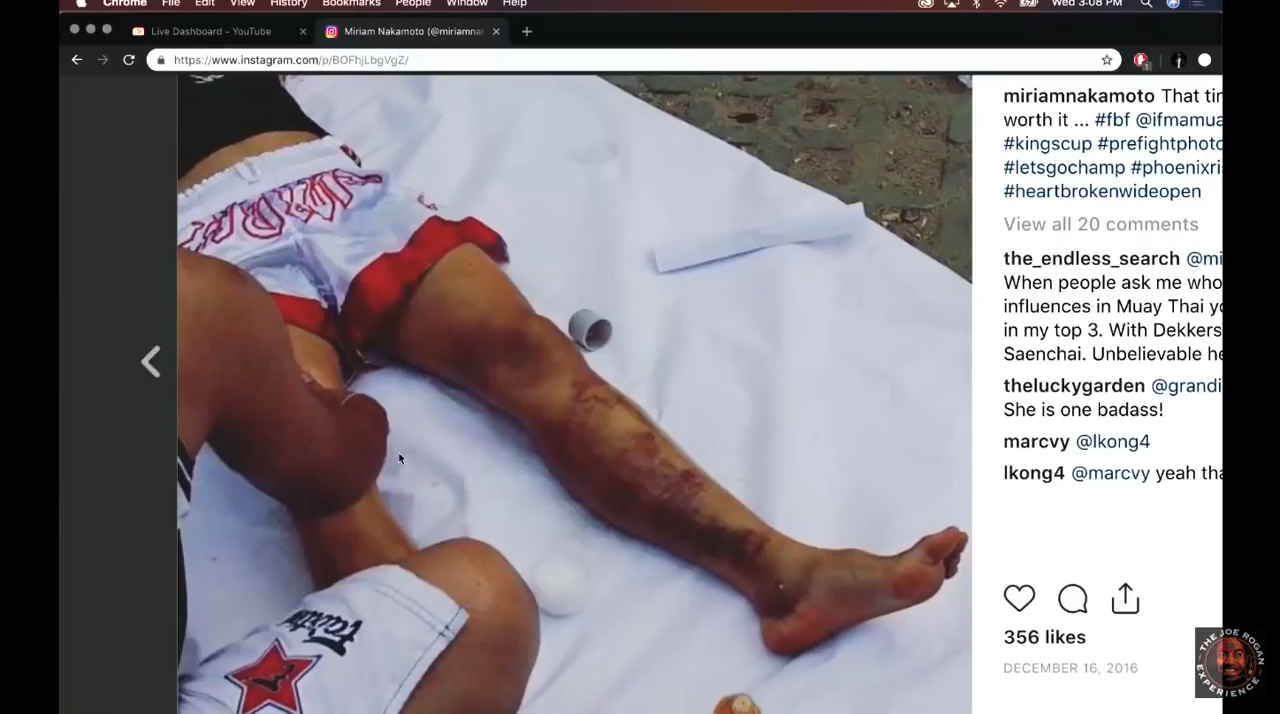 Chrome File Edit View History Bookmarks People Window Help
Wed 3:08 PM
Live Dashboard - YouTube
Miriam Nakamoto (@miriamna
https://www.instagram.com/p/BOFhjLbgVgZ/
miriamnakamoto That tir
worth it ... #fbf @ifmamua
#kingscup #prefightphoto
#letsgochamp #phoenixri
#heartbrokenwideopen
View all 20 comments
the_endless_search @mi
When people ask me who
influences in Muay Thai yo
in my top 3. With Dekkers
Saenchai. Unbelievable he
theluckygarden @grandi
She is one badass!
marcvy @lkong4
lkong4 @marcvy yeah tha
356 likes
DECEMBER 16, 2016
THE JOE ROGAN
EXPERIENCE